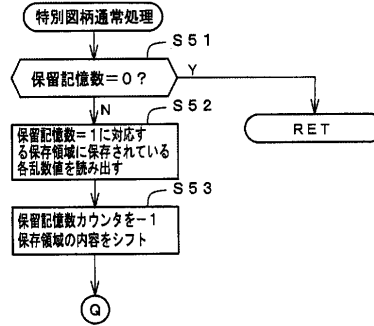 特別図柄通常処理
S51
保留記憶数=0?
Y
N
RET
S52
保留記憶数=1に対応す
る保存領域に保存されている
各乱数値を読み出す
S53
保留記憶数カウンタを-1
保存領域の内容をシフト
Q